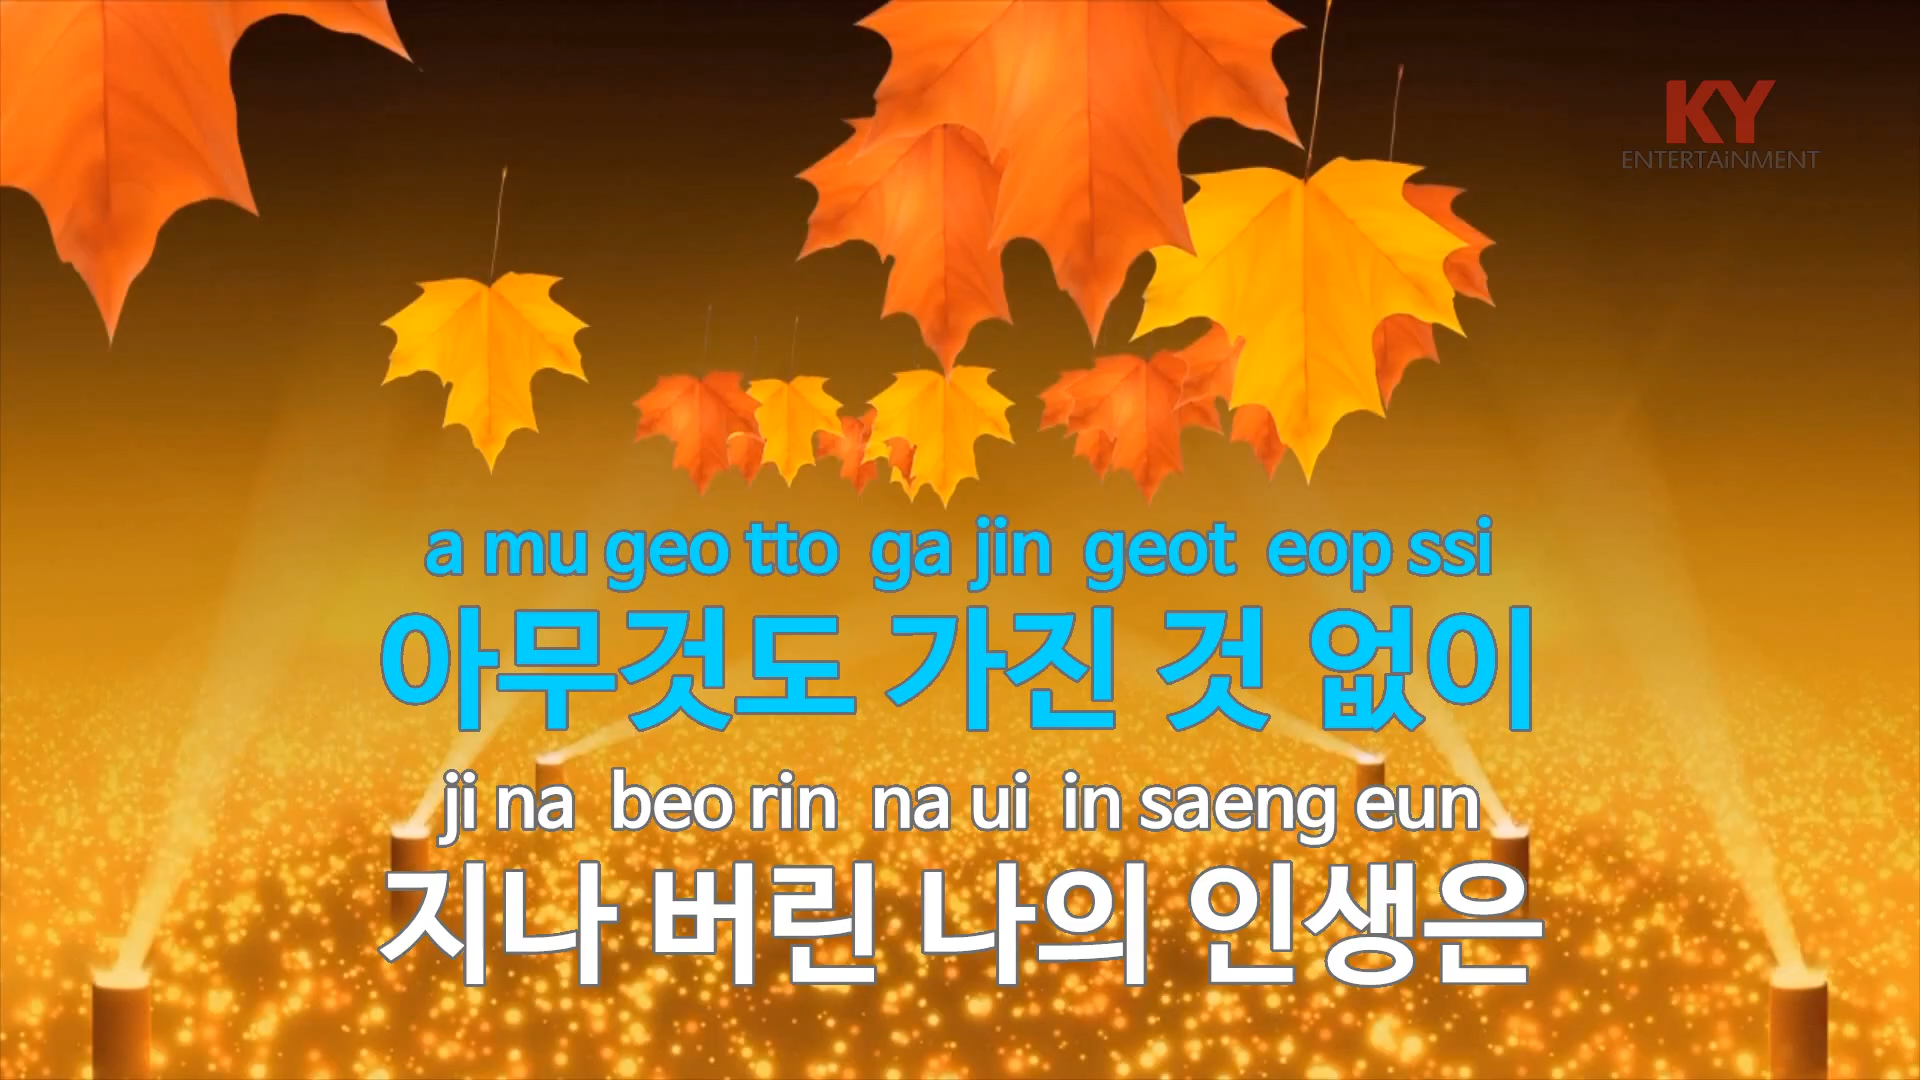 KY
ENTERTAiNMENT
a mu geo tto ga jin geot eop ssi
아무것도 가진 것 없이
ji na beo rin na ui in saeng eun
지나 버린 나의 인생은